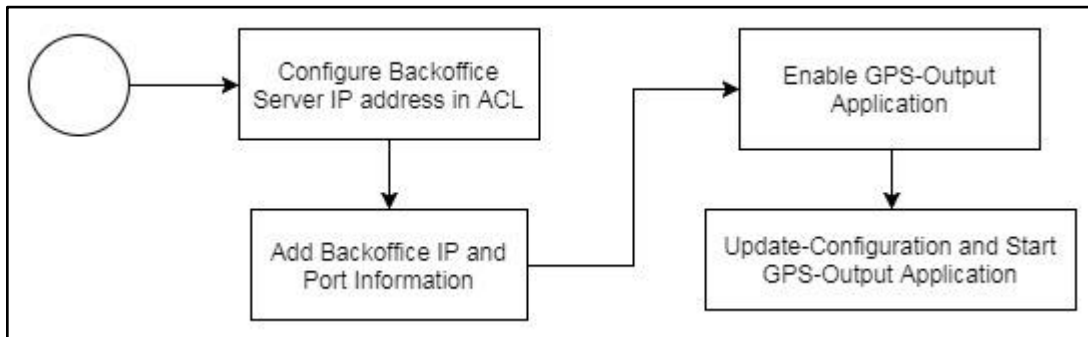 Configure Backoffice
Server IP address in ACL
Add Backoffice IP and
Port Information
Enable GPS-Output
Application
Update-Configuration and Start
GPS-Output Application